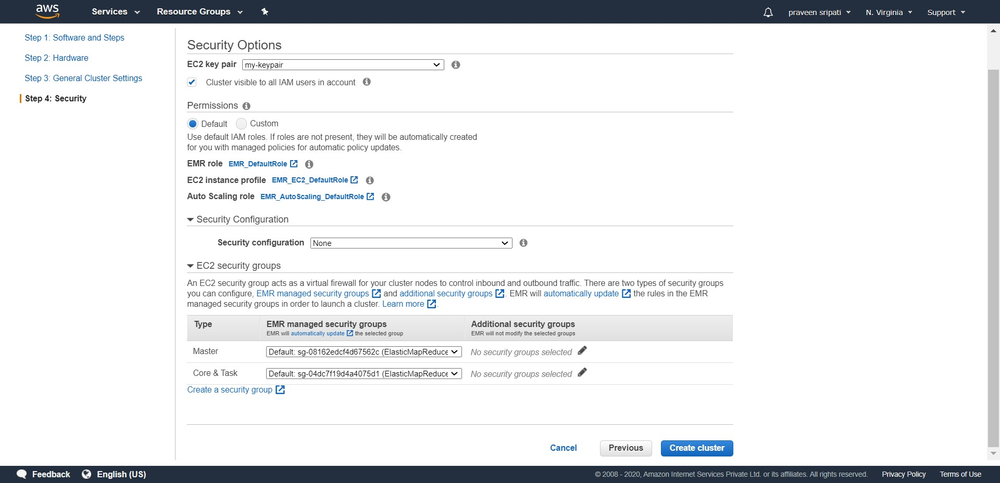 aws
Services
Resource Groups
praveen sripati
N. Virginia
Support
Step 1: Software and Steps
Step 2: Hardware
Step 3: General Cluster Settings
Step 4: Security
Security Options
EC2 key pair my-keypair
Cluster visible to all IAM users in account
Permissions
Default Custom
Use default IAM roles. If roles are not present, they will be automatically created
for you with managed policies for automatic policy updates.
EMR role EMR_DefaultRole
EC2 instance profile EMR_EC2_DefaultRole
Auto Scaling role EMR_AutoScaling_DefaultRole
Security Configuration
Security configuration None
EC2 security groups
An EC2 security group acts as a virtual firewall for your cluster nodes to control inbound and outbound traffic. There are two types of security groups
you can configure, EMR managed security groups and additional security groups. EMR will automatically update the rules in the EMR
managed security groups in order to launch a cluster. Learn more.
Type EMR managed security groups Additional security groups
EMR will automatically update the selected group EMR will not modify the selected groups
Master Default: sg-08162edcf4d67562c (ElasticMapReduce No security groups selected
Core & Task Default: sg-04dc7f19d4a4075d1 (ElasticMapReduce No security groups selected
Create a security group
Cancel Previous Create cluster
Feedback English (US) © 2008 - 2020, Amazon Internet Services Private Ltd. or its affiliates. All rights reserved. Privacy Policy Terms of Use